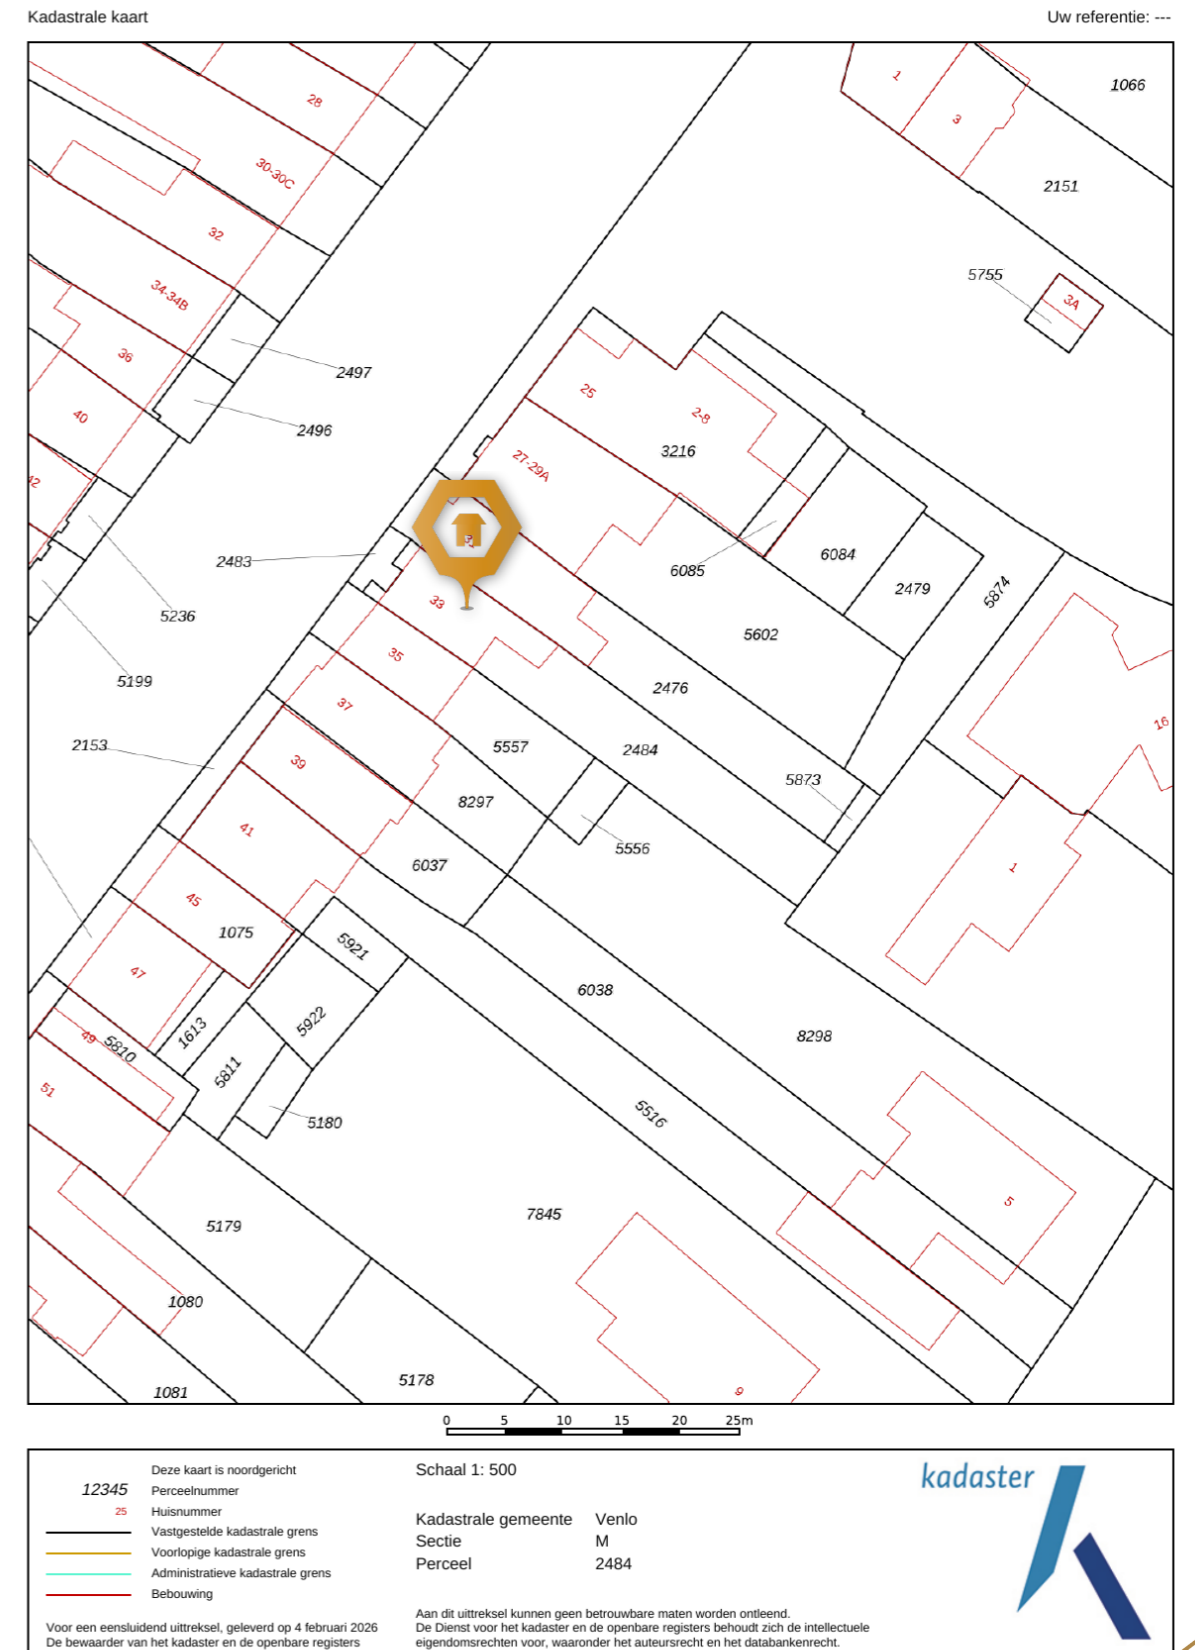 Kadastrale kaart
Uw referentie: ---
1
1066
28
3
30-30C
2151
32
5755
34-34B
3A
36
2497
25
2-8
40
2496
3216
27-29A
42
2483
6085
6084
2479
5874
33
5236
5602
35
5199
2476
37
16
2153
5557
2484
39
5873
8297
41
5556
6037
1
45
1075
5921
47
6038
5922
1613
8298
49
5810
5811
51
5516
5180
5
5179
7845
1080
5178
9
1081
0 5 10 15 20 25m
Deze kaart is noordgericht
12345 Perceelnummer
25 Huisnummer
Vastgestelde kadastrale grens
Voorlopige kadastrale grens
Administratieve kadastrale grens
Bebouwing
Voor een eensluidend uittreksel, geleverd op 4 februari 2026
De bewaarder van het kadaster en de openbare registers
Schaal 1: 500
Kadastrale gemeente Venlo
Sectie M
Perceel 2484
Aan dit uittreksel kunnen geen betrouwbare maten worden ontleend.
De Dienst voor het kadaster en de openbare registers behoudt zich de intellectuele
eigendomsrechten voor, waaronder het auteursrecht en het databankenrecht.
kadaster